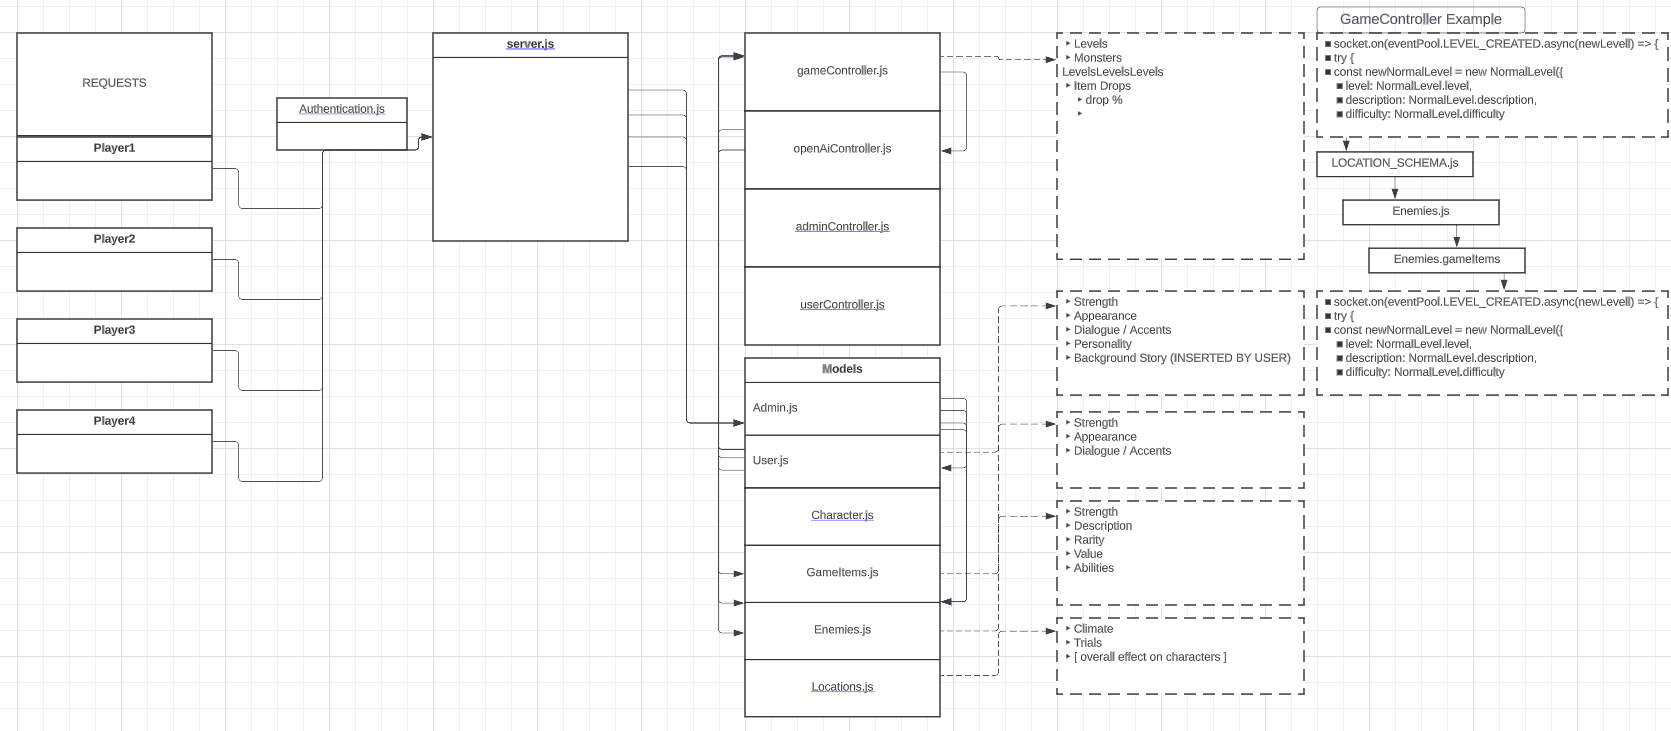 REQUESTS
Player1
Player2
Player3
Player4
Authentication.js
server.js
gameController.js
openAiController.js
adminController.js
userController.js
Models
Admin.js
User.js
Character.js
GameItems.js
Enemies.js
Locations.js
Levels
Monsters
LevelsLevelsLevels
Item Drops
drop %
Strength
Appearance
Dialogue / Accents
Personality
Background Story (INSERTED BY USER)
Strength
Appearance
Dialogue / Accents
Strength
Description
Rarity
Value
Abilities
Climate
Trials
[ overall effect on characters ]
GameController Example
socket.on(eventPool.LEVEL_CREATED.async(newLevell) => {
try {
const newNormalLevel = new NormalLevel({
level: NormalLevel.level,
description: NormalLevel.description,
difficulty: NormalLevel.difficulty
LOCATION_SCHEMA.js
Enemies.js
Enemies.gameItems
socket.on(eventPool.LEVEL_CREATED.async(newLevell) => {
try {
const newNormalLevel = new NormalLevel({
level: NormalLevel.level,
description: NormalLevel.description,
difficulty: NormalLevel.difficulty